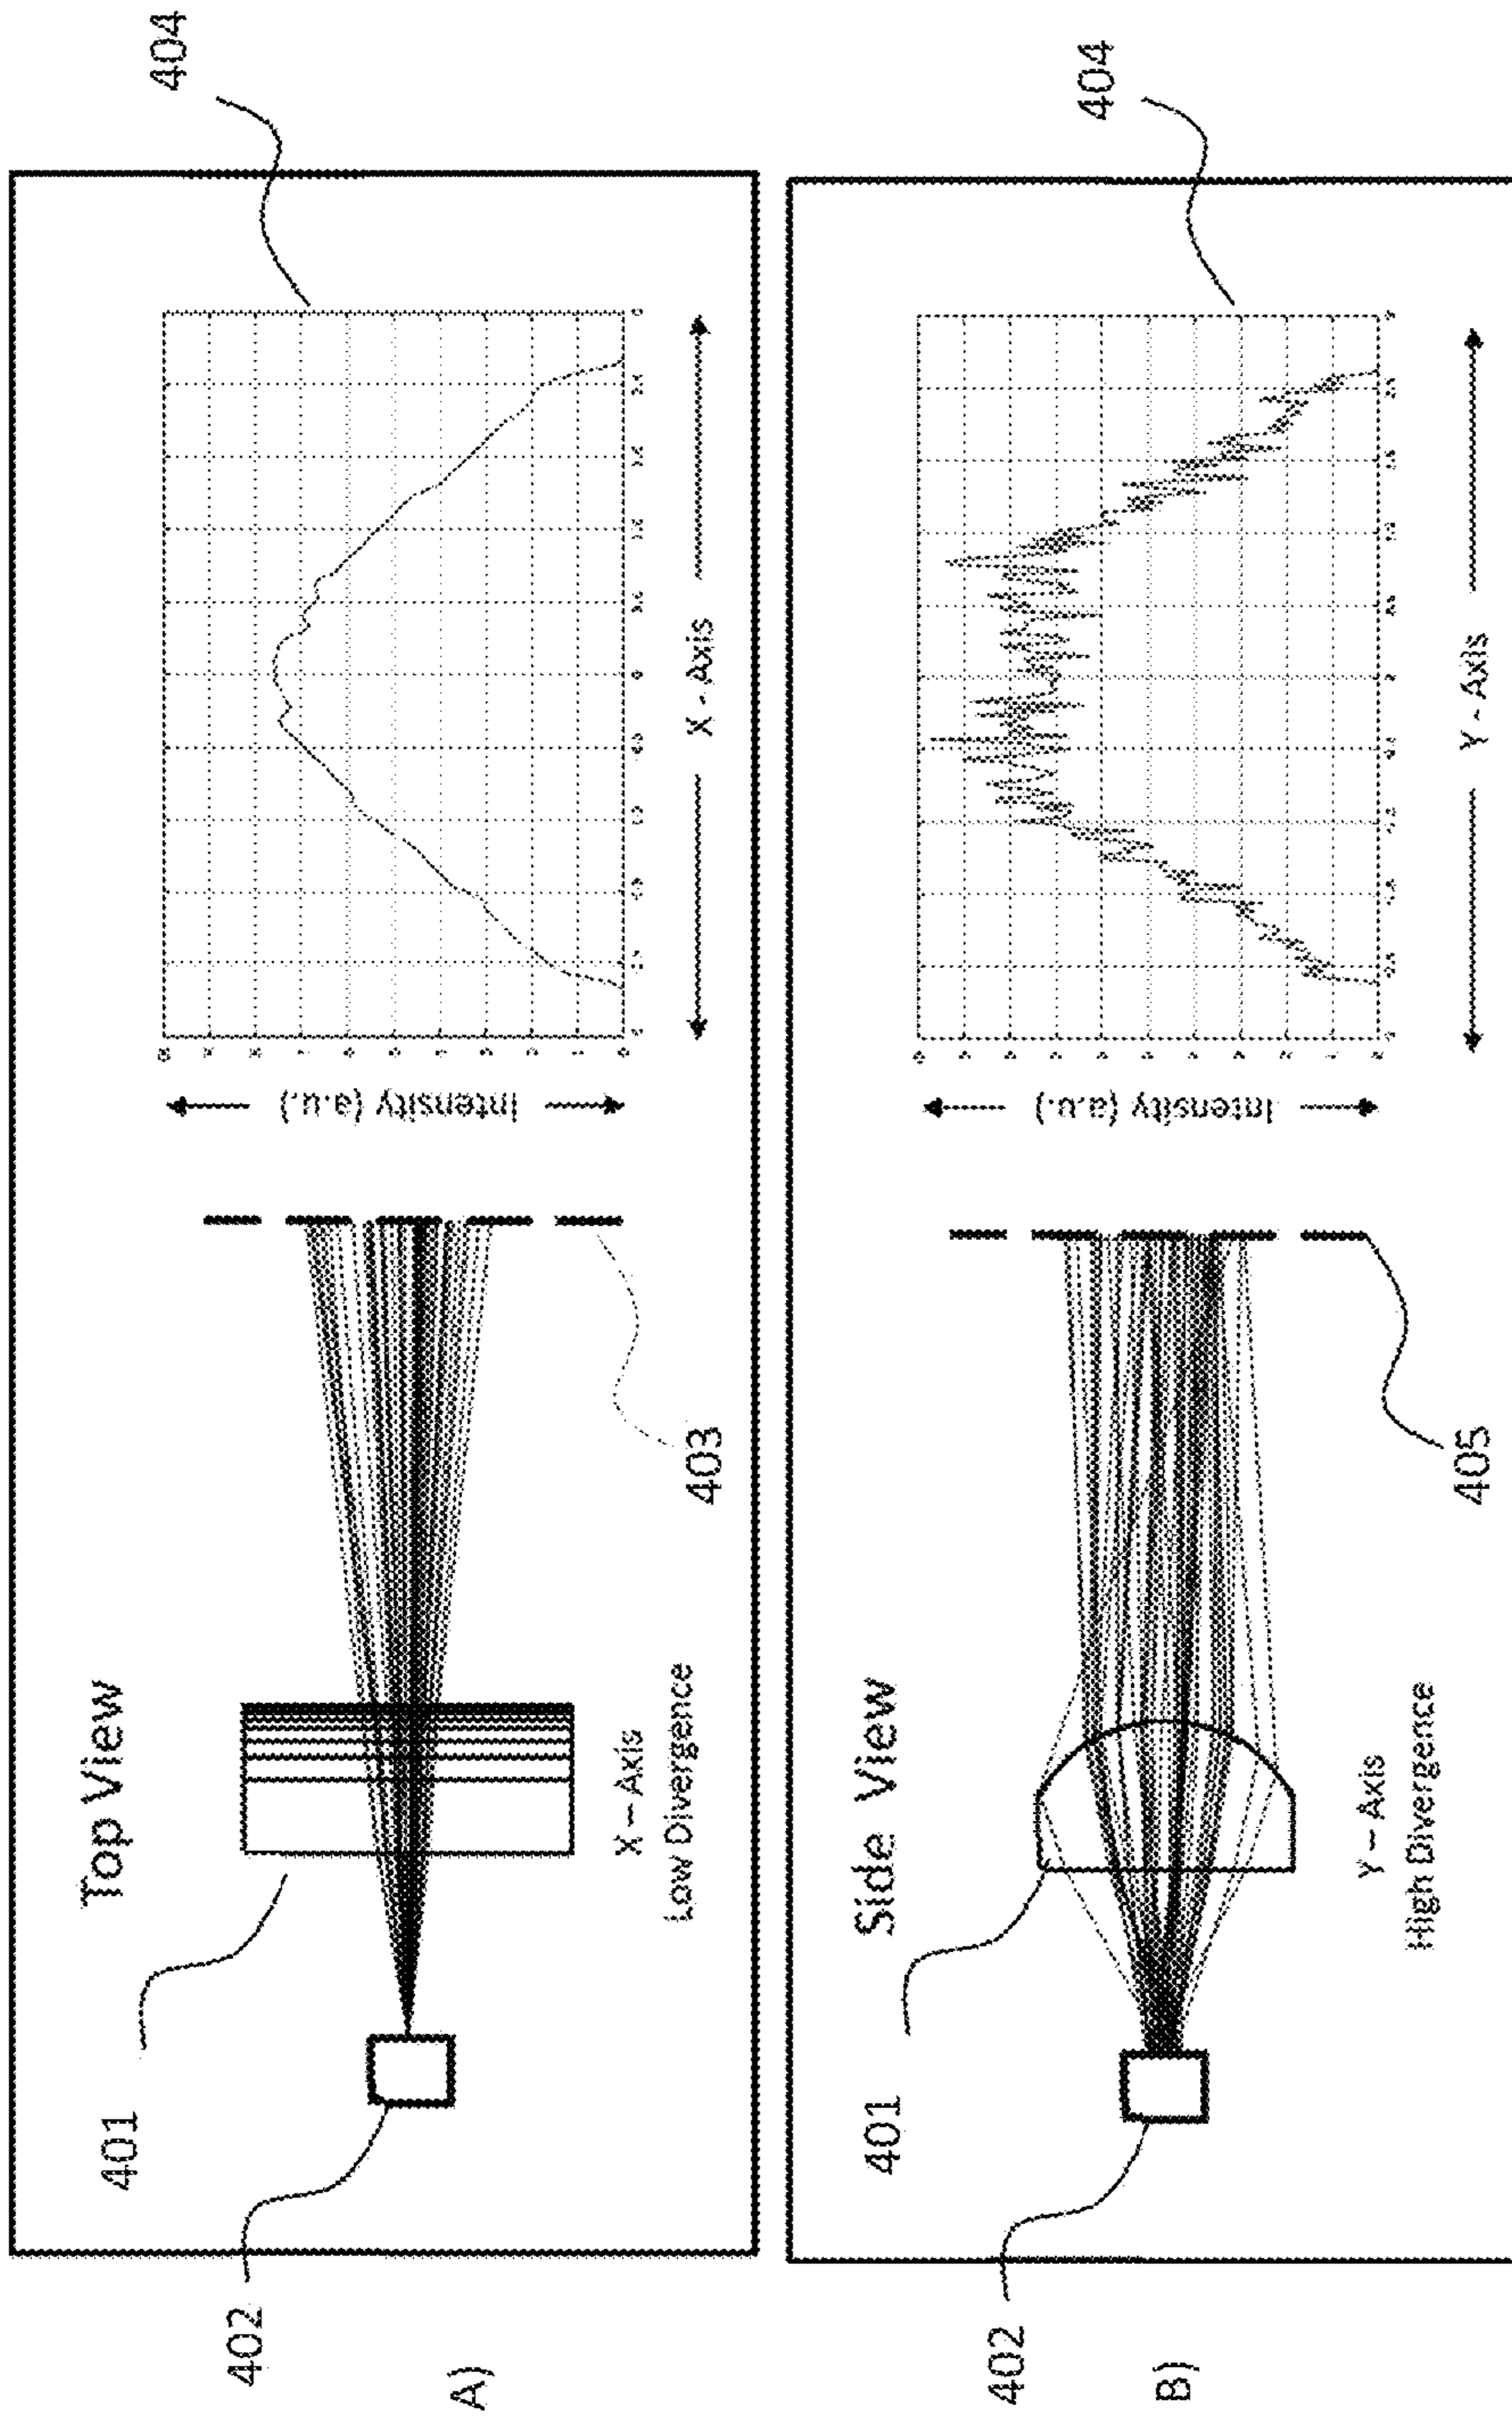 A)
402
401
Top View
X – Axis
Low Divergence
403
Intensity (a.u.)
X - Axis
404
B)
402
401
Side View
Y – Axis
High Divergence
405
Intensity (a.u.)
Y - Axis
404